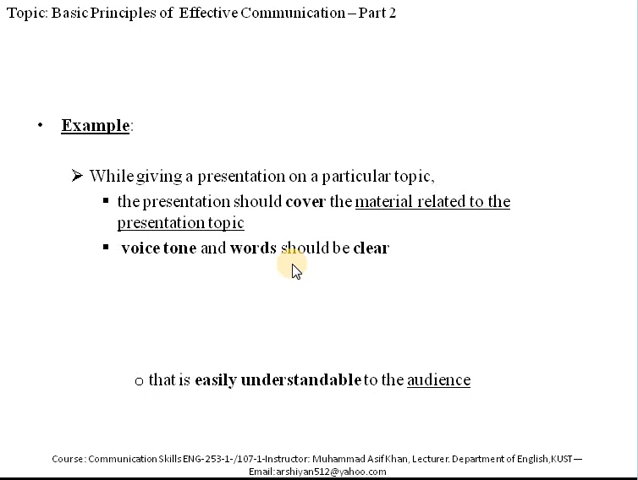 Topic: Basic Principles of Effective Communication – Part 2
• Example:
➢ While giving a presentation on a particular topic,
▪ the presentation should cover the material related to the
presentation topic
▪ voice tone and words should be clear
o that is easily understandable to the audience
Course: Communication Skills ENG-253-1-/107-1-Instructor: Muhammad Asif Khan, Lecturer. Department of English,KUST—
Email:arshiyan512@yahoo.com